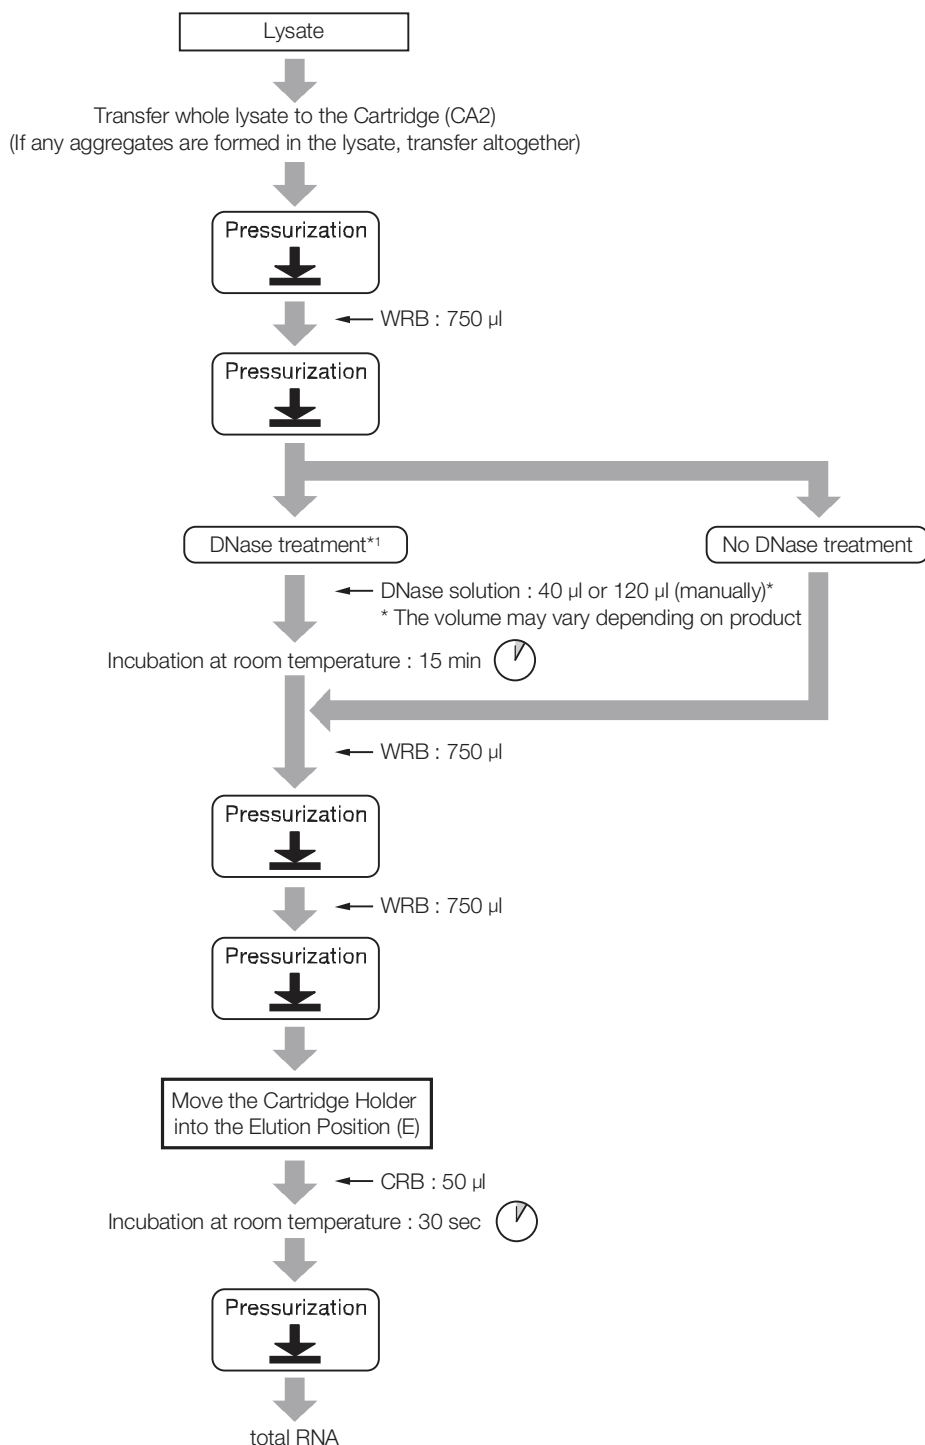 Lysate
Transfer whole lysate to the Cartridge (CA2)
(If any aggregates are formed in the lysate, transfer altogether)
Pressurization
WRB : 750 µl
Pressurization
DNase treatment*1
No DNase treatment
DNase solution : 40 µl or 120 µl (manually)*
* The volume may vary depending on product
Incubation at room temperature : 15 min
WRB : 750 µl
Pressurization
WRB : 750 µl
Pressurization
Move the Cartridge Holder
into the Elution Position (E)
CRB : 50 µl
Incubation at room temperature : 30 sec
Pressurization
total RNA